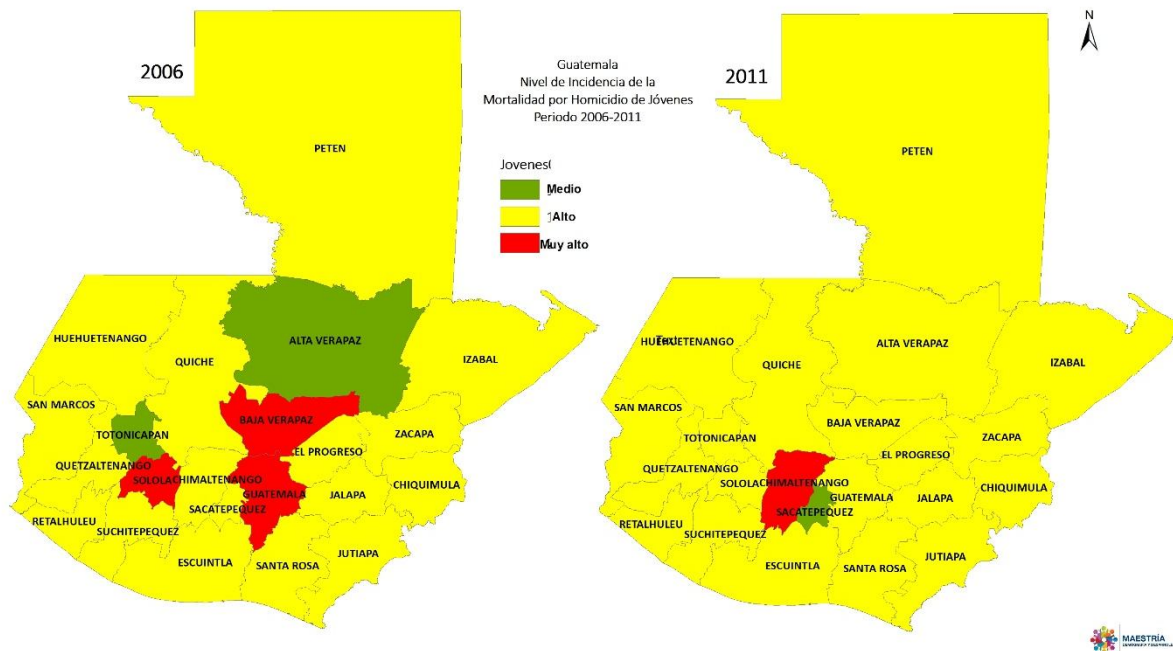 2006
Guatemala
Nivel de Incidencia de la
Mortalidad por Homicidio de Jóvenes
Periodo 2006-2011
2011
N
Jovenes
Medio
Alto
Muy alto
PETEN
HUEHUETENANGO
ALTA VERAPAZ
QUICHE
IZABAL
SAN MARCOS
BAJA VERAPAZ
TOTONICAPAN
ZACAPA
EL PROGRESO
QUETZALTENANGO
SOLOLA
CHIMALTENANGO
GUATEMALA
JALAPA
CHIQUIMULA
RETALHULEU
SACATEPEQUEZ
SUCHITEPEQUEZ
JUTIAPA
ESCUINTLA
SANTA ROSA
PETEN
HUEHUETENANGO
ALTA VERAPAZ
QUICHE
IZABAL
SAN MARCOS
BAJA VERAPAZ
TOTONICAPAN
ZACAPA
EL PROGRESO
QUETZALTENANGO
SOLOLA
CHIMALTENANGO
GUATEMALA
JALAPA
CHIQUIMULA
RETALHULEU
SACATEPEQUEZ
SUCHITEPEQUEZ
JUTIAPA
ESCUINTLA
SANTA ROSA
MAESTRÍA